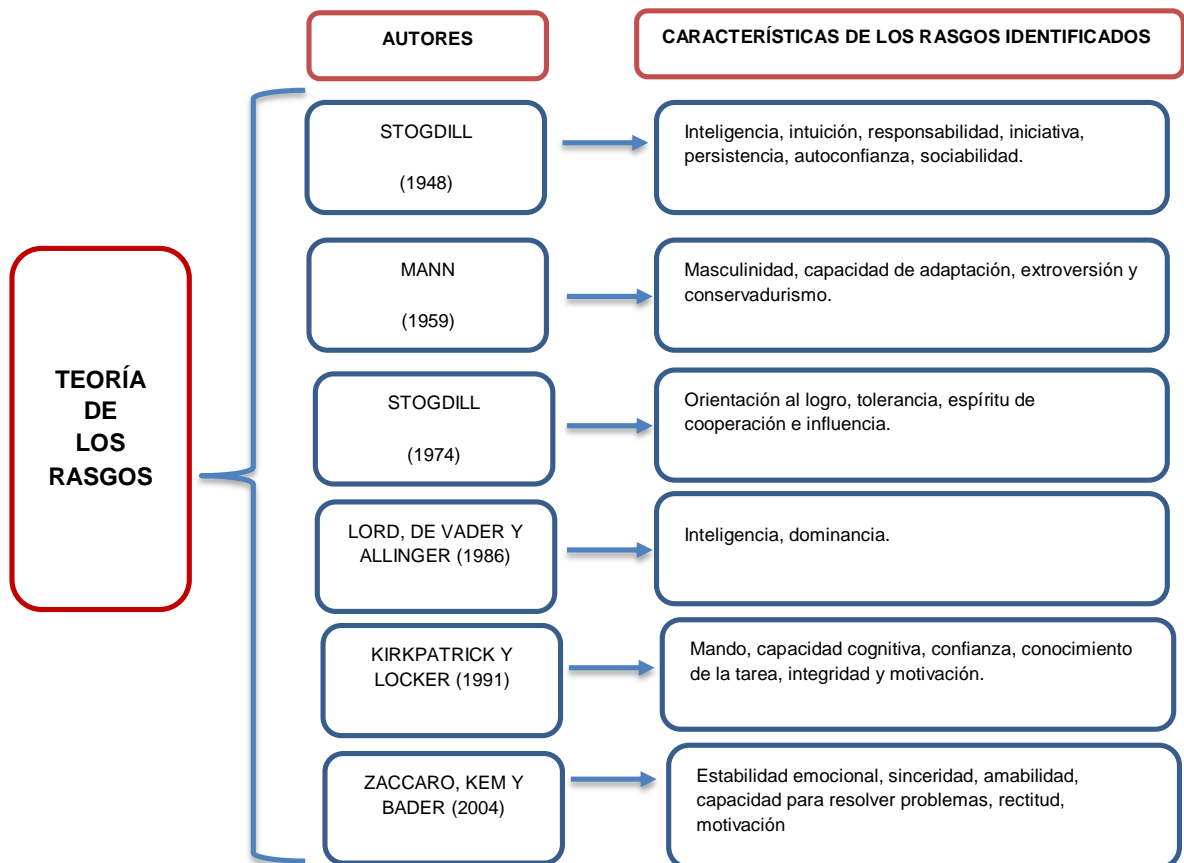 AUTORES
CARACTERÍSTICAS DE LOS RASGOS IDENTIFICADOS
STOGDILL
(1948)
Inteligencia, intuición, responsabilidad, iniciativa,
persistencia, autoconfianza, sociabilidad.
MANN
(1959)
Masculinidad, capacidad de adaptación, extroversión y
conservadurismo.
TEORÍA
DE
LOS
RASGOS
STOGDILL
(1974)
Orientación al logro, tolerancia, espíritu de
cooperación e influencia.
LORD, DE VADER Y
ALLINGER (1986)
Inteligencia, dominancia.
KIRKPATRICK Y
LOCKER (1991)
Mando, capacidad cognitiva, confianza, conocimiento
de la tarea, integridad y motivación.
ZACCARO, KEM Y
BADER (2004)
Estabilidad emocional, sinceridad, amabilidad,
capacidad para resolver problemas, rectitud,
motivación